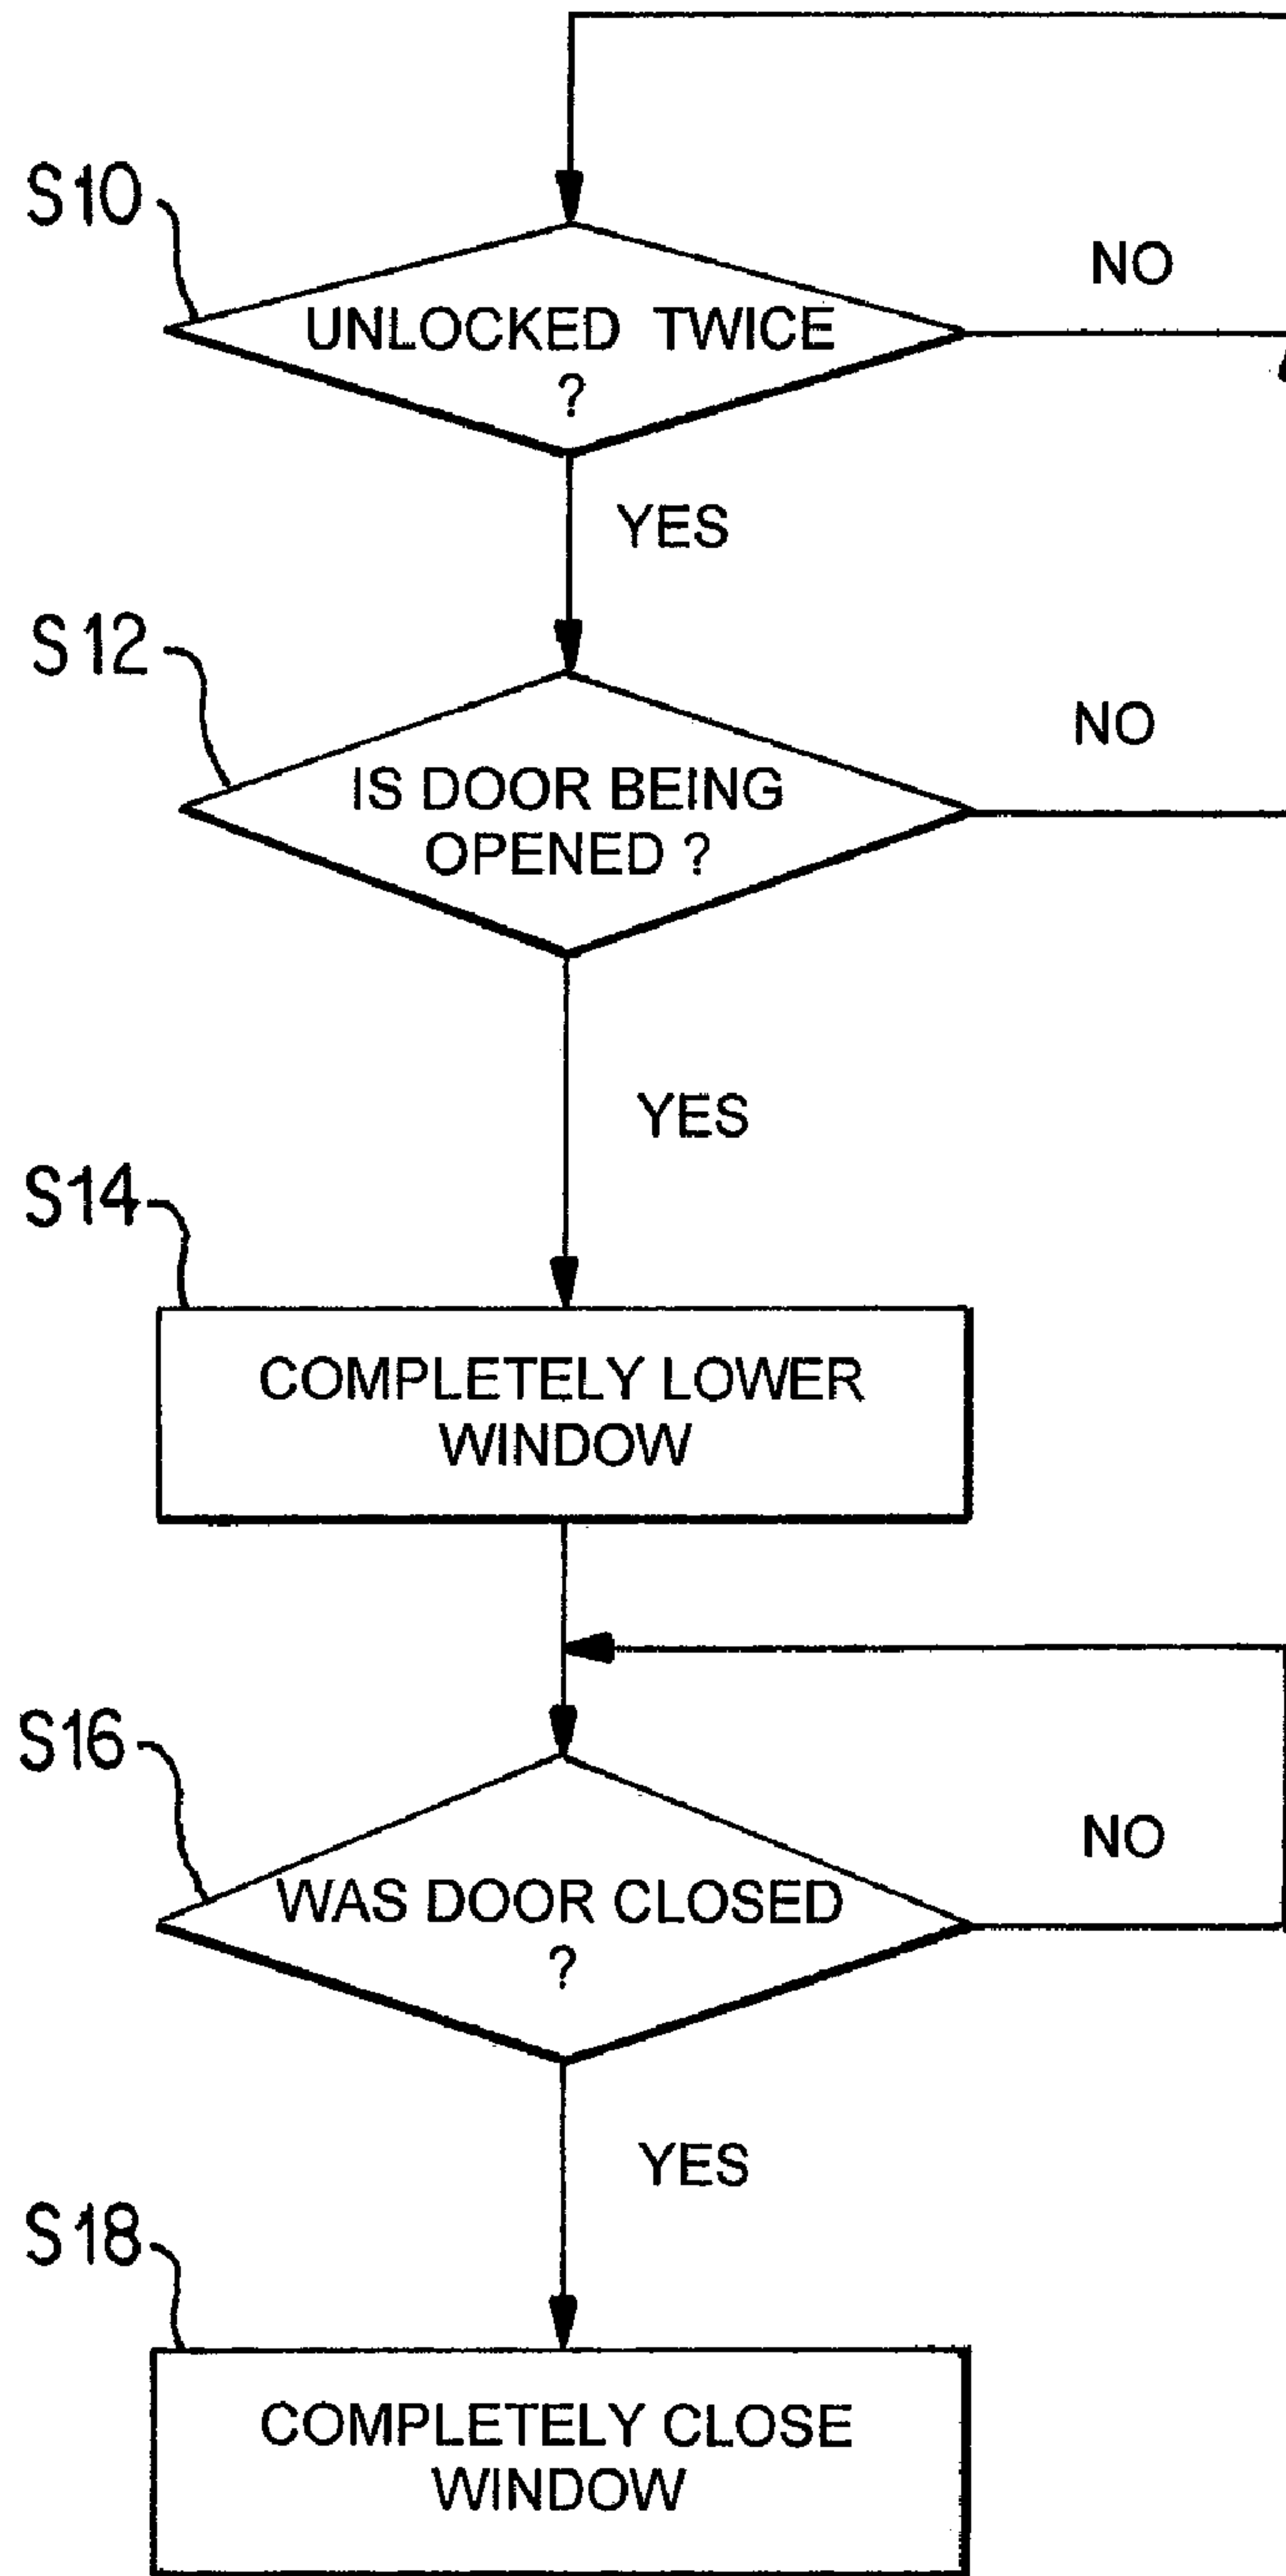 S10
UNLOCKED TWICE
?
NO
YES
S12
IS DOOR BEING
OPENED ?
NO
YES
S14
COMPLETELY LOWER
WINDOW
S16
WAS DOOR CLOSED
?
NO
YES
S18
COMPLETELY CLOSE
WINDOW